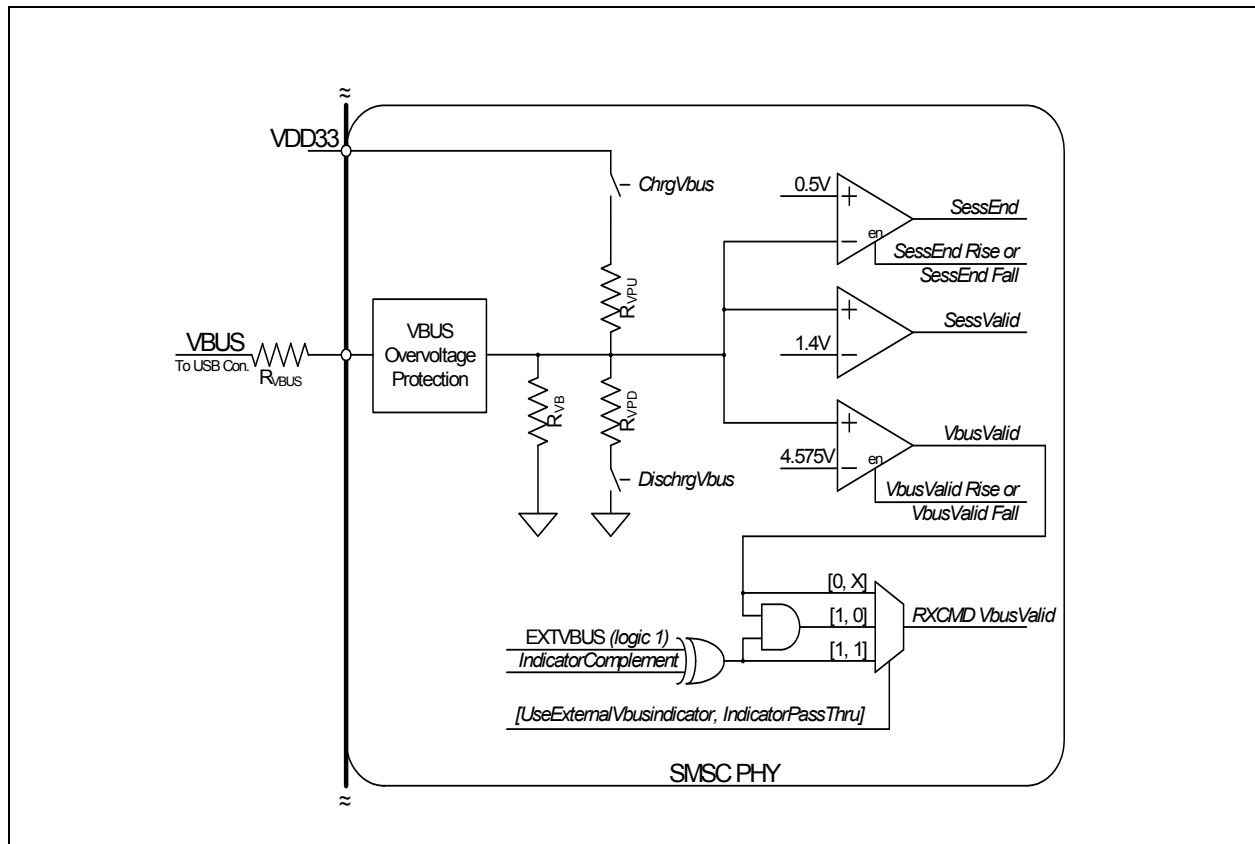 ≈
VDD33
ChrgVbus
0.5V
+
−
en
SessEnd
SessEnd Rise or
SessEnd Fall
RVPU
VBUS
To USB Con.
RVBUS
VBUS
Overvoltage
Protection
+
1.4V
−
SessValid
RVB
RVPD
DischrgVbus
+
4.575V
−
en
VbusValid
VbusValid Rise or
VbusValid Fall
[0, X]
[1, 0]
[1, 1]
RXCMD VbusValid
EXTVBUS (logic 1)
IndicatorComplement
[UseExternalVbusindicator, IndicatorPassThru]
SMSC PHY
≈